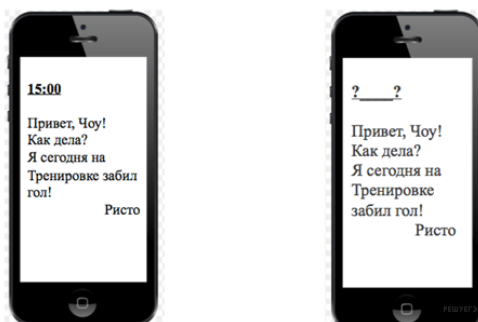 15:00
Привет, Чоу!
Как дела?
Я сегодня на
Тренировке забил
гол!
Ристо
?____?
Привет, Чоу!
Как дела?
Я сегодня на
Тренировке
забил гол!
Ристо
РЕШУЕГЭ